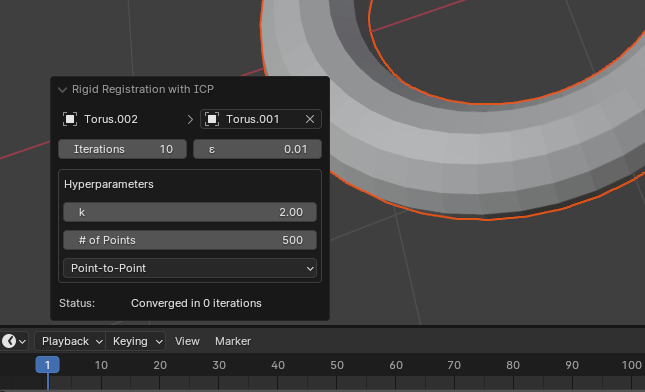 Rigid Registration with ICP
Torus.002 > Torus.001 ×
Iterations 10 ε 0.01
Hyperparameters
k 2.00
# of Points 500
Point-to-Point
Status: Converged in 0 iterations
Playback Keying View Marker
1 10 20 30 40 50 60 70 80 90 100